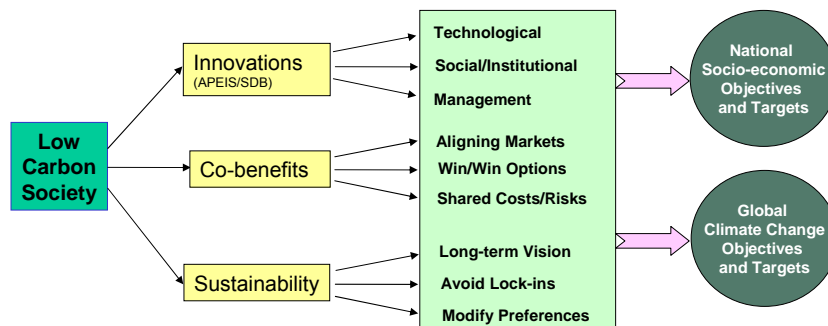 Low
Carbon
Society
Innovations
(APEIS/SDB)
Co-benefits
Sustainability
Technological
Social/Institutional
Management
Aligning Markets
Win/Win Options
Shared Costs/Risks
Long-term Vision
Avoid Lock-ins
Modify Preferences
National
Socio-economic
Objectives
and Targets
Global
Climate Change
Objectives
and Targets